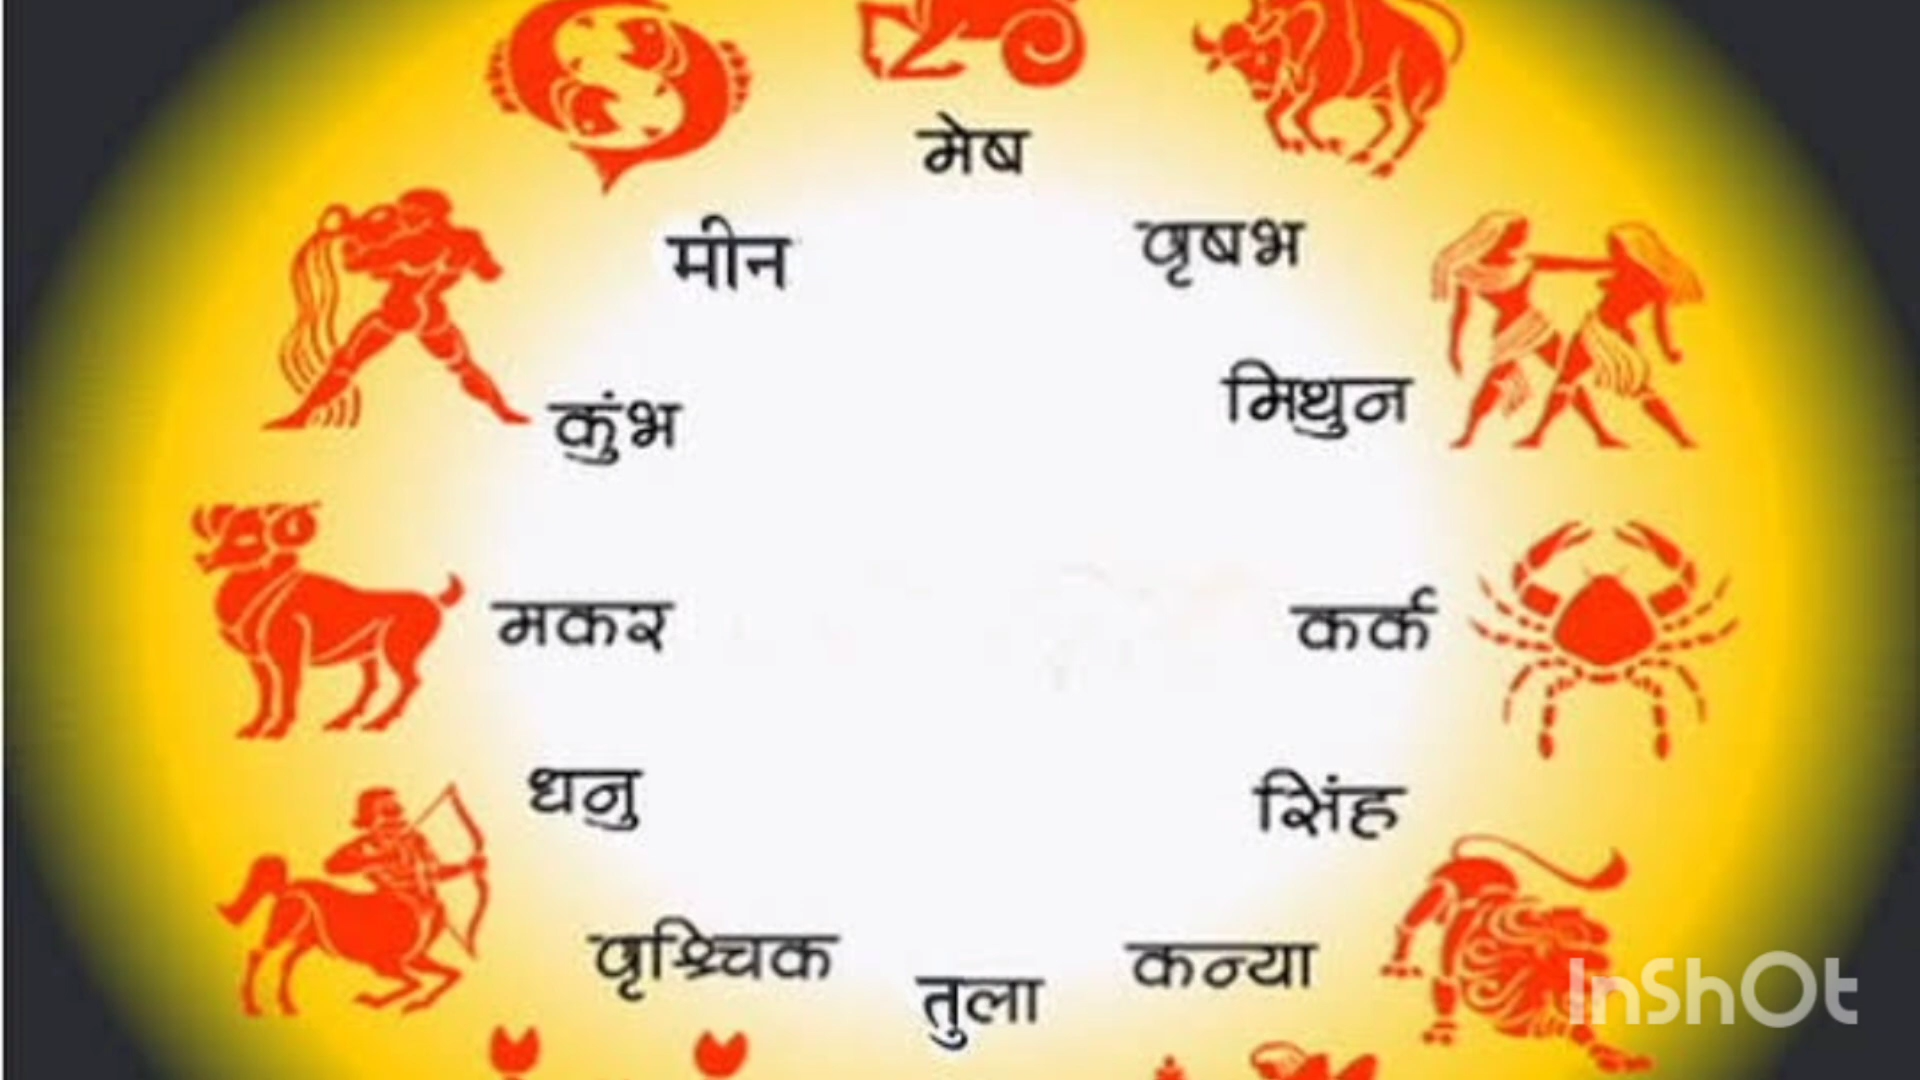 मेष
वृषभ
मीन
मिथुन
कुंभ
कर्क
मकर
सिंह
धनु
कन्या
वृश्चिक
तुला
InShOt